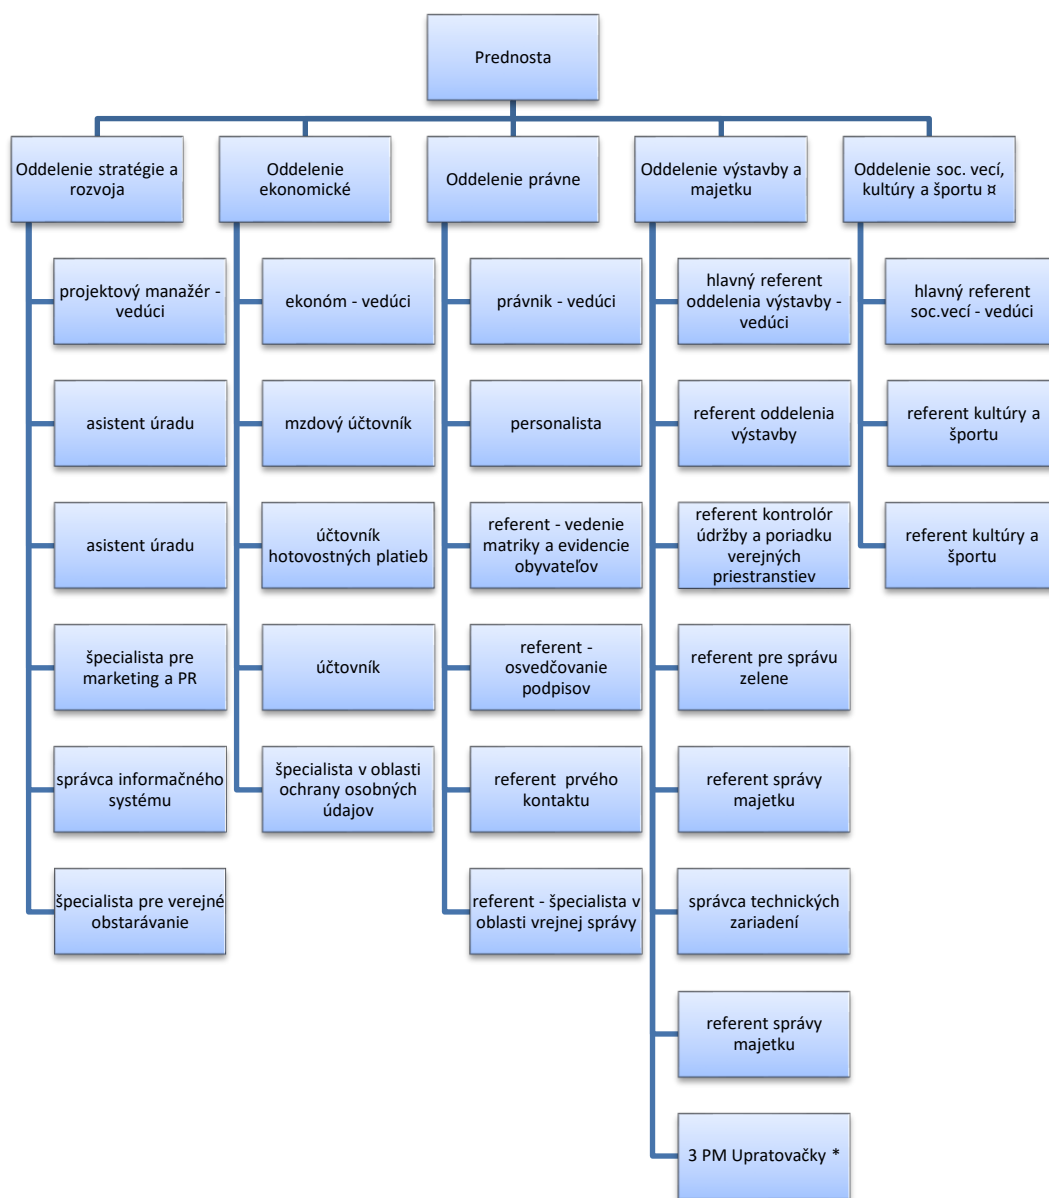 Prednosta
Oddelenie stratégie a
rozvoja
Oddelenie
ekonomické
Oddelenie právne
Oddelenie výstavby a
majetku
Oddelenie soc. vecí,
kultúry a športu ¤
projektový manažér -
vedúci
asistent úradu
asistent úradu
špecialista pre
marketing a PR
správca informačného
systému
špecialista pre verejné
obstarávanie
ekonóm - vedúci
mzdový účtovník
účtovník
hotovostných platieb
účtovník
špecialista v oblasti
ochrany osobných
údajov
právnik - vedúci
personalista
referent - vedenie
matriky a evidencie
obyvateľov
referent -
osvedčovanie
podpisov
referent  prvého
kontaktu
referent - špecialista v
oblasti vrejnej správy
hlavný referent
oddelenia výstavby -
vedúci
referent oddelenia
výstavby
referent kontrolór
údržby a poriadku
verejných
priestranstiev
referent pre správu
zelene
referent správy
majetku
správca technických
zariadení
referent správy
majetku
3 PM Upratovačky *
hlavný referent
soc.vecí - vedúci
referent kultúry a
športu
referent kultúry a
športu